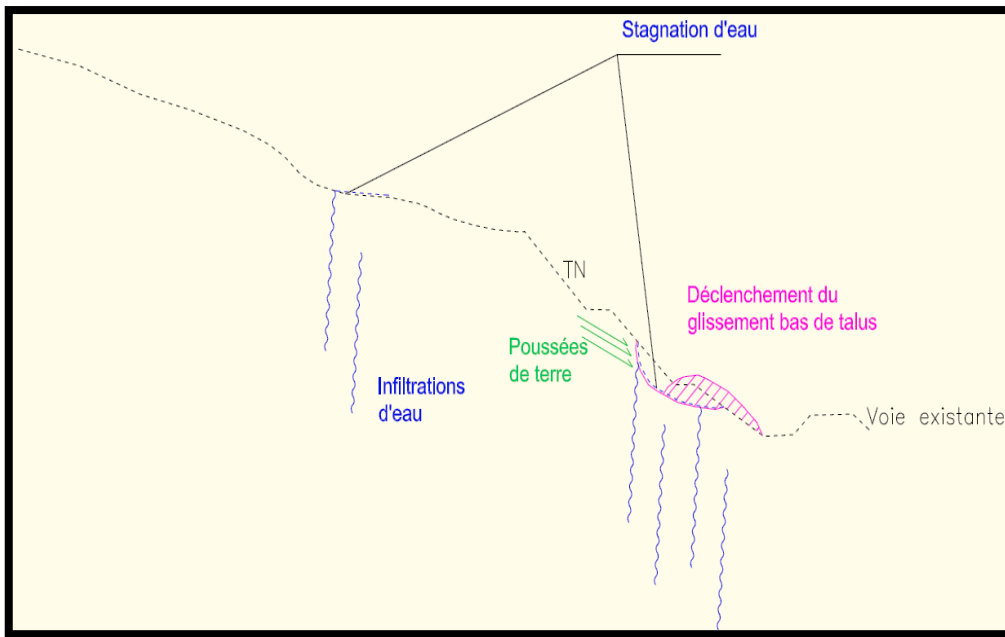 Stagnation d'eau
TN
Déclenchement du
glissement bas de talus
Poussées
de terre
Infiltrations
d'eau
Voie existante